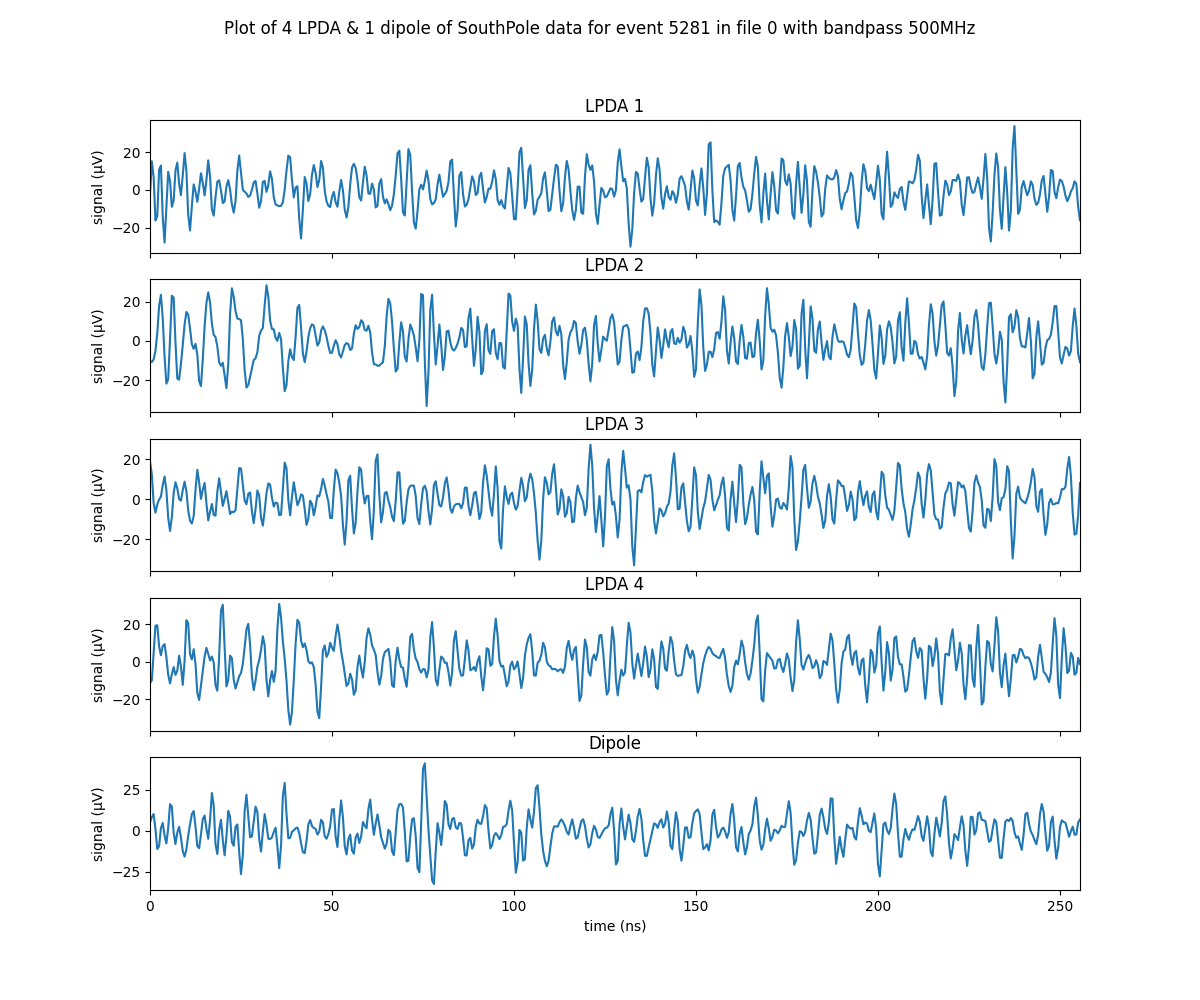 Plot of 4 LPDA & 1 dipole of SouthPole data for event 5281 in file 0 with bandpass 500MHz
LPDA 1
signal (μV)
20
0
−20
LPDA 2
signal (μV)
20
0
−20
LPDA 3
signal (μV)
20
0
−20
LPDA 4
signal (μV)
20
0
−20
Dipole
signal (μV)
25
0
−25
0 50 100 150 200 250
time (ns)